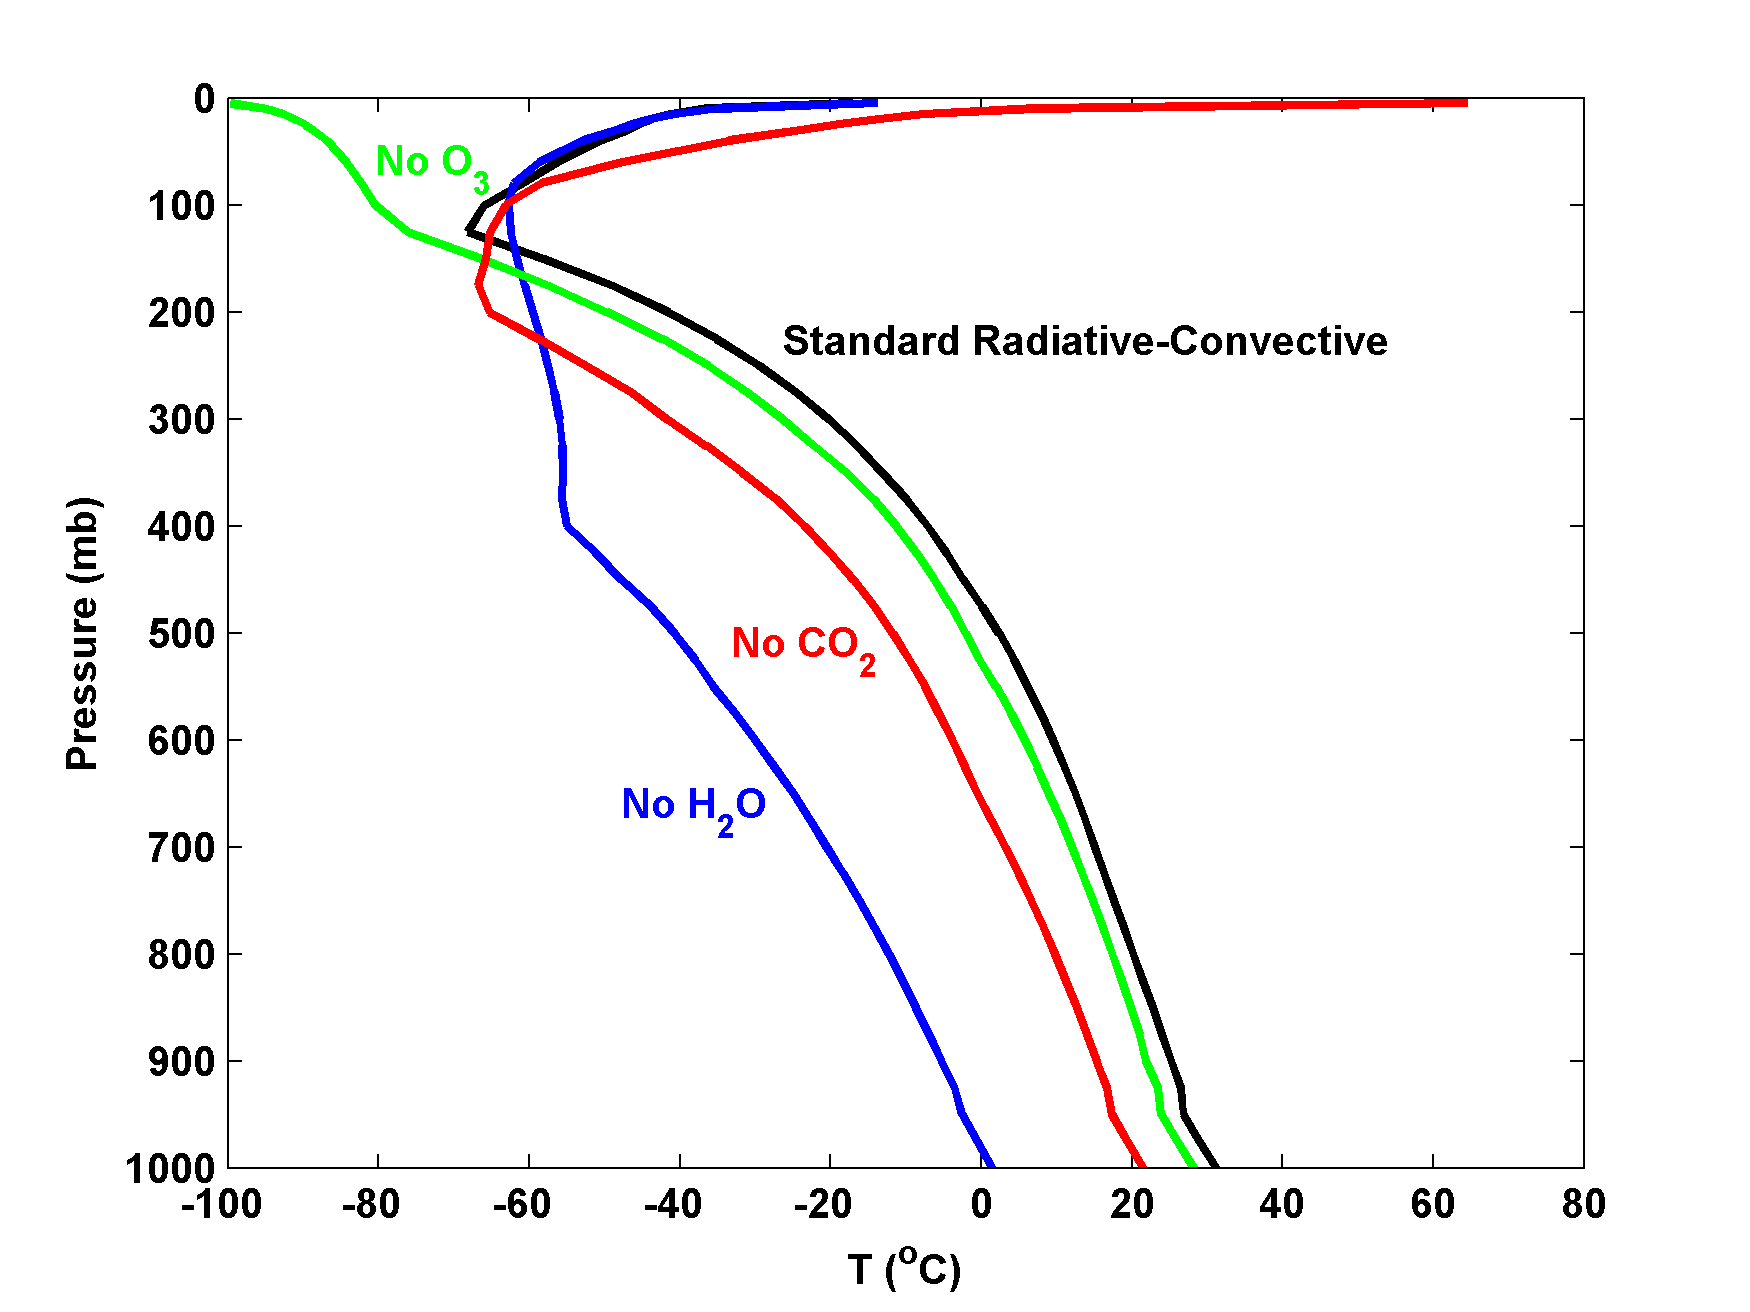 0
No O3
100
200
Standard Radiative-Convective
300
400
Pressure (mb)
500
No CO2
600
No H2O
700
800
900
1000
-100 -80 -60 -40 -20 0 20 40 60 80
T (oC)